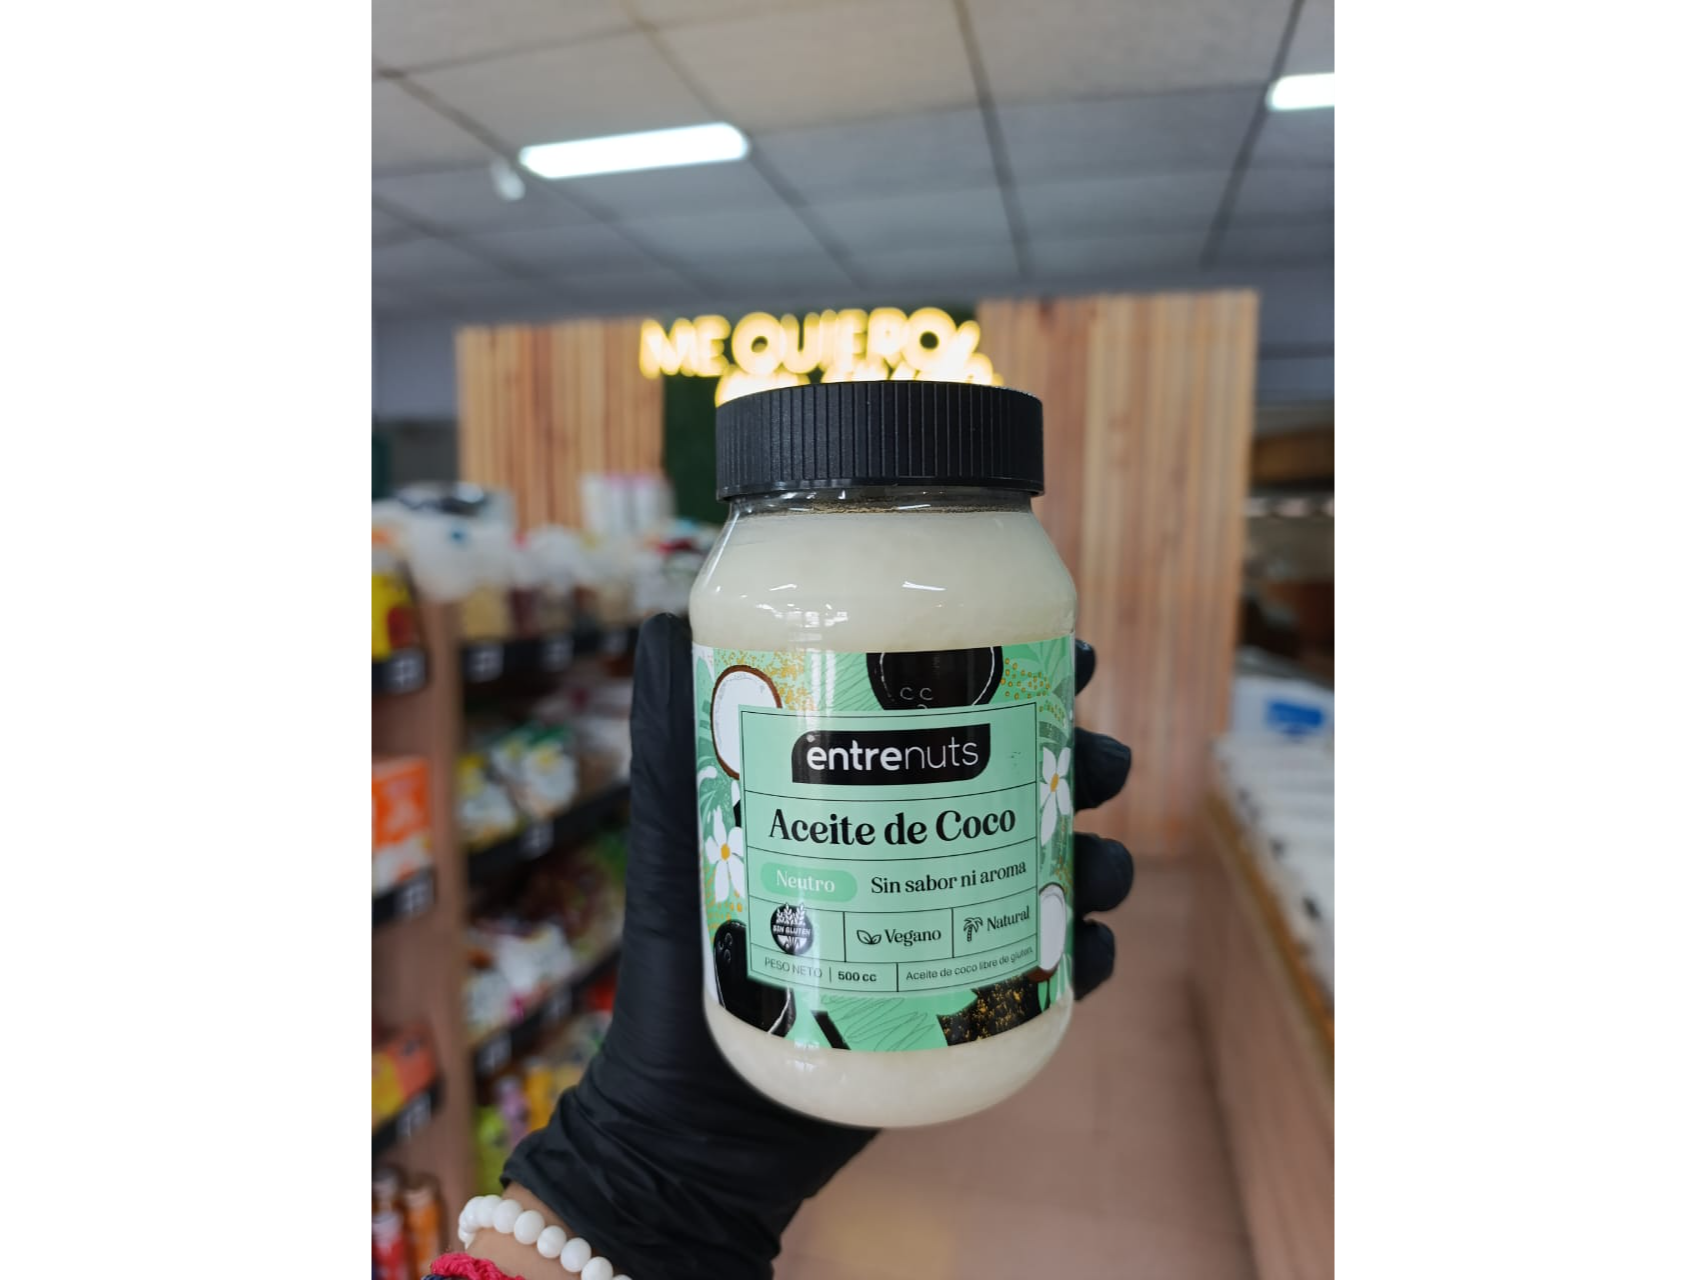 ME QUIERO
entrenuts
Aceite de Coco
Neutro Sin sabor ni aroma
SIN GLUTEN
Vegano
Natural
PESO NETO | 500 cc
Aceite de coco libre de gluten.